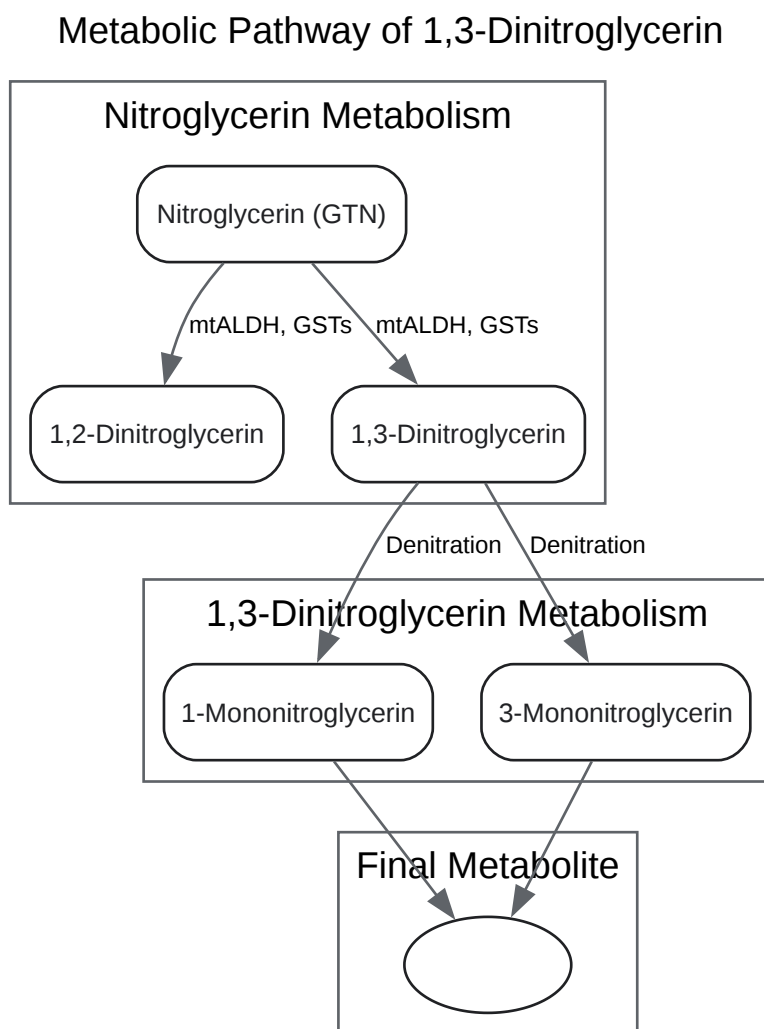 Metabolic Pathway of 1,3-Dinitroglycerin
Nitroglycerin Metabolism
Nitroglycerin (GTN)
mtALDH, GSTs
mtALDH, GSTs
1,2-Dinitroglycerin
1,3-Dinitroglycerin
Denitration
Denitration
1,3-Dinitroglycerin Metabolism
1-Mononitroglycerin
3-Mononitroglycerin
Final Metabolite